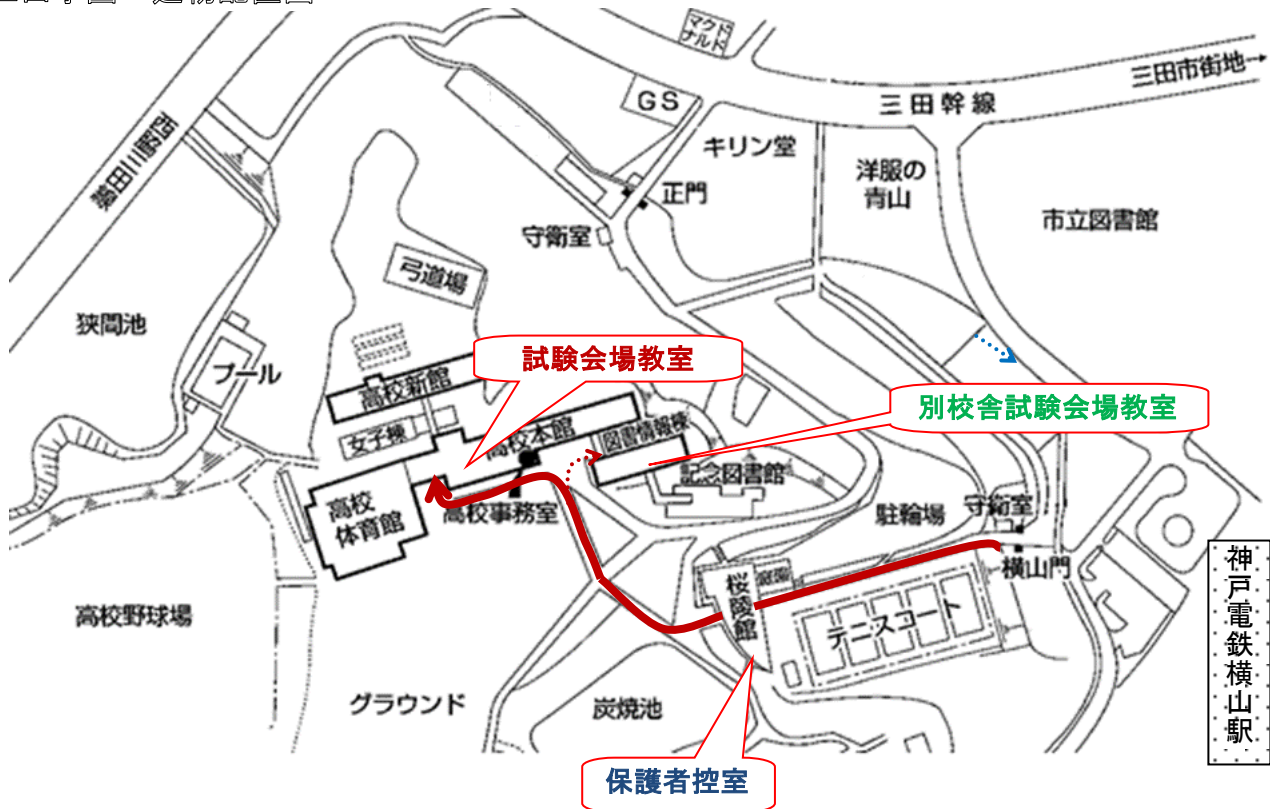 マクド
ナルド
三田市街地→
GS
三田幹線
キリン堂
洋服の
青山
正門
市立図書館
守衛室
弓道場
狭間池
試験会場教室
プール
高校新館
別校舎試験会場教室
女子棟
高校本館
図書情報棟
記念図書館
高校
体育館
高校事務室
駐輪場
守衛室
横山門
神戸電鉄横山駅
桜陵館
テニスコート
高校野球場
グラウンド
炭焼池
保護者控室